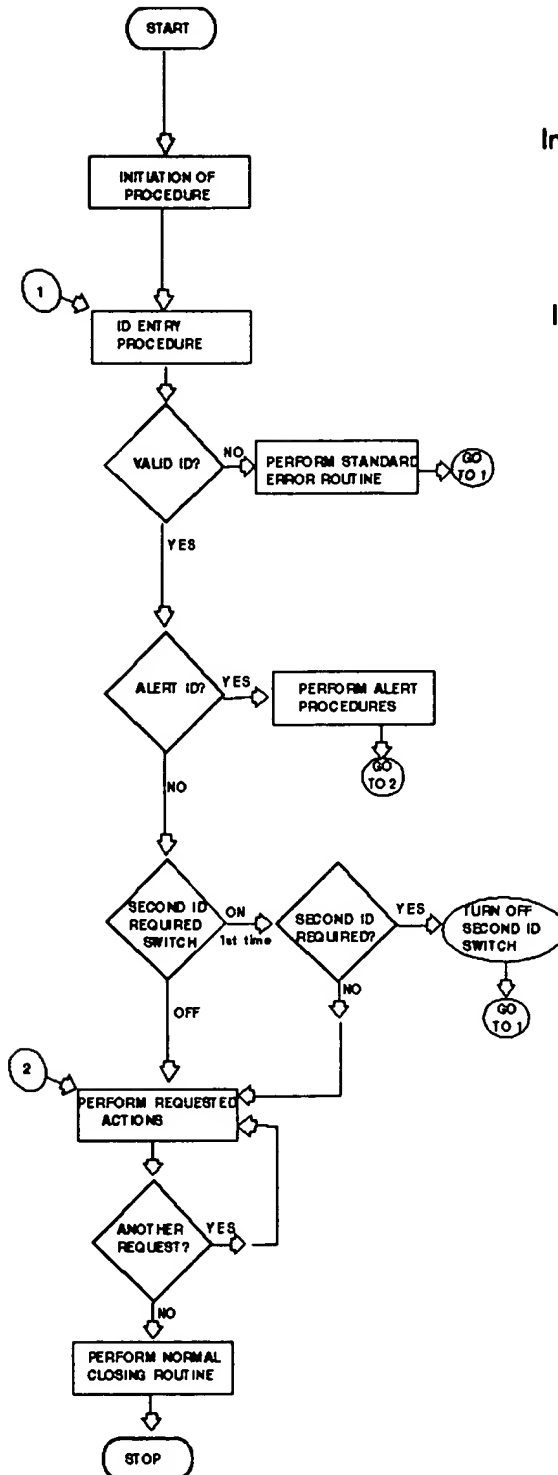 START
INITIATION OF
PROCEDURE
1
ID ENTRY
PROCEDURE
VALID ID?
NO
PERFORM STANDARD
ERROR ROUTINE
GO
TO 1
YES
ALERT ID?
YES
PERFORM ALERT
PROCEDURES
GO
TO 2
NO
SECOND ID
REQUIRED
SWITCH
ON
1st time
SECOND ID
REQUIRED?
YES
TURN OFF
SECOND ID
SWITCH
GO
TO 1
NO
OFF
2
PERFORM REQUESTED
ACTIONS
ANOTHER
REQUEST?
YES
NO
PERFORM NORMAL
CLOSING ROUTINE
STOP